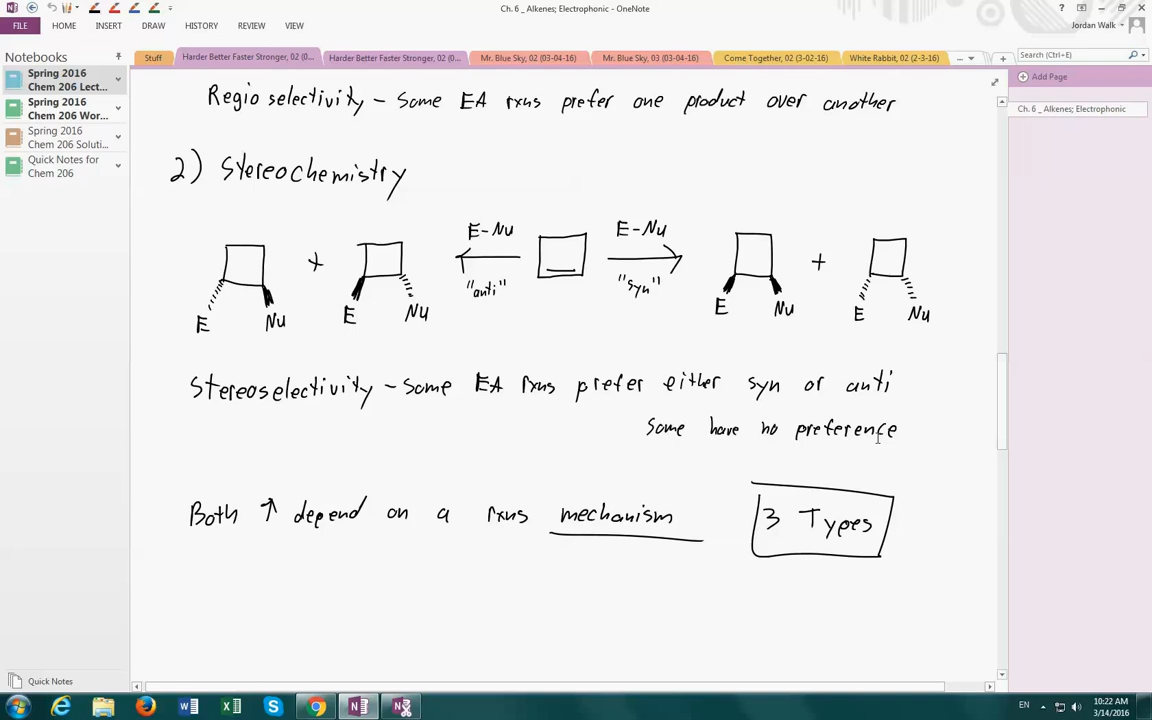 Ch. 6 _ Alkenes; Electrophonic - OneNote
FILE HOME INSERT DRAW HISTORY REVIEW VIEW
Jordan Walk
Notebooks
Spring 2016
Chem 206 Lect...
Spring 2016
Chem 206 Wor...
Spring 2016
Chem 206 Soluti...
Quick Notes for
Chem 206
Quick Notes
Stuff
Harder Better Faster Stronger, 02 (0...
Harder Better Faster Stronger, 02 (0...
Mr. Blue Sky, 02 (03-04-16)
Mr. Blue Sky, 03 (03-04-16)
Come Together, 02 (3-02-16)
White Rabbit, 02 (2-3-16)
Search (Ctrl+E)
Add Page
Ch. 6 _ Alkenes; Electrophonic
Regioselectivity - Some EA rxns prefer one product over another
2) Stereochemistry
E-Nu E-Nu
+ "anti" "syn" +
E Nu E Nu E Nu E Nu
Stereoselectivity - Some EA rxns prefer either syn or anti
Some have no preference
Both ↑ depend on a rxns mechanism 3 Types
EN
10:22 AM
3/14/2016